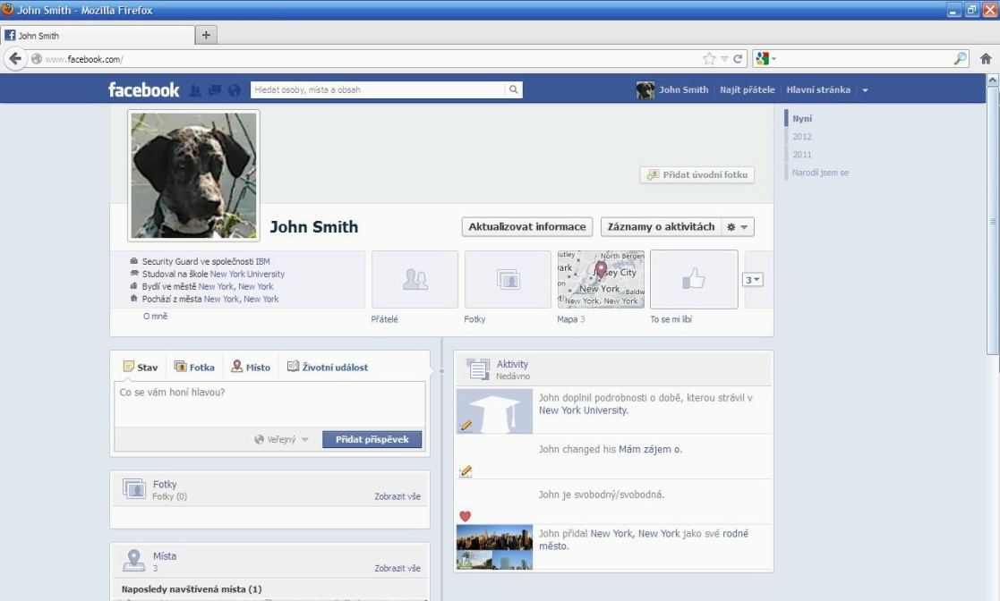 John Smith - Mozilla Firefox
John Smith
www.facebook.com/
facebook
Hledat osoby, místa a obsah
John Smith
Najít přátele
Hlavní stránka
Nyní
2012
2011
Narodil jsem se
Přidat úvodní fotku
John Smith
Aktualizovat informace
Záznamy o aktivitách
Security Guard ve společnosti IBM
Studoval na škole New York University
Bydlí ve městě New York, New York
Pochází z města New York, New York
O mně
Přátelé
Fotky
North Bergen
Jersey City
New York
New York, New York
Mapa 3
To se mi líbí
3
Stav
Fotka
Místo
Životní událost
Co se vám honí hlavou?
Veřejný
Přidat příspěvek
Fotky
Fotky (0)
Zobrazit vše
Místa
3
Zobrazit vše
Naposledy navštívená místa (1)
Aktivity
Nedávno
John doplnil podrobnosti o době, kterou strávil v
New York University.
John changed his Mám zájem o.
John je svobodný/svobodná.
John přidal New York, New York jako své rodné
město.